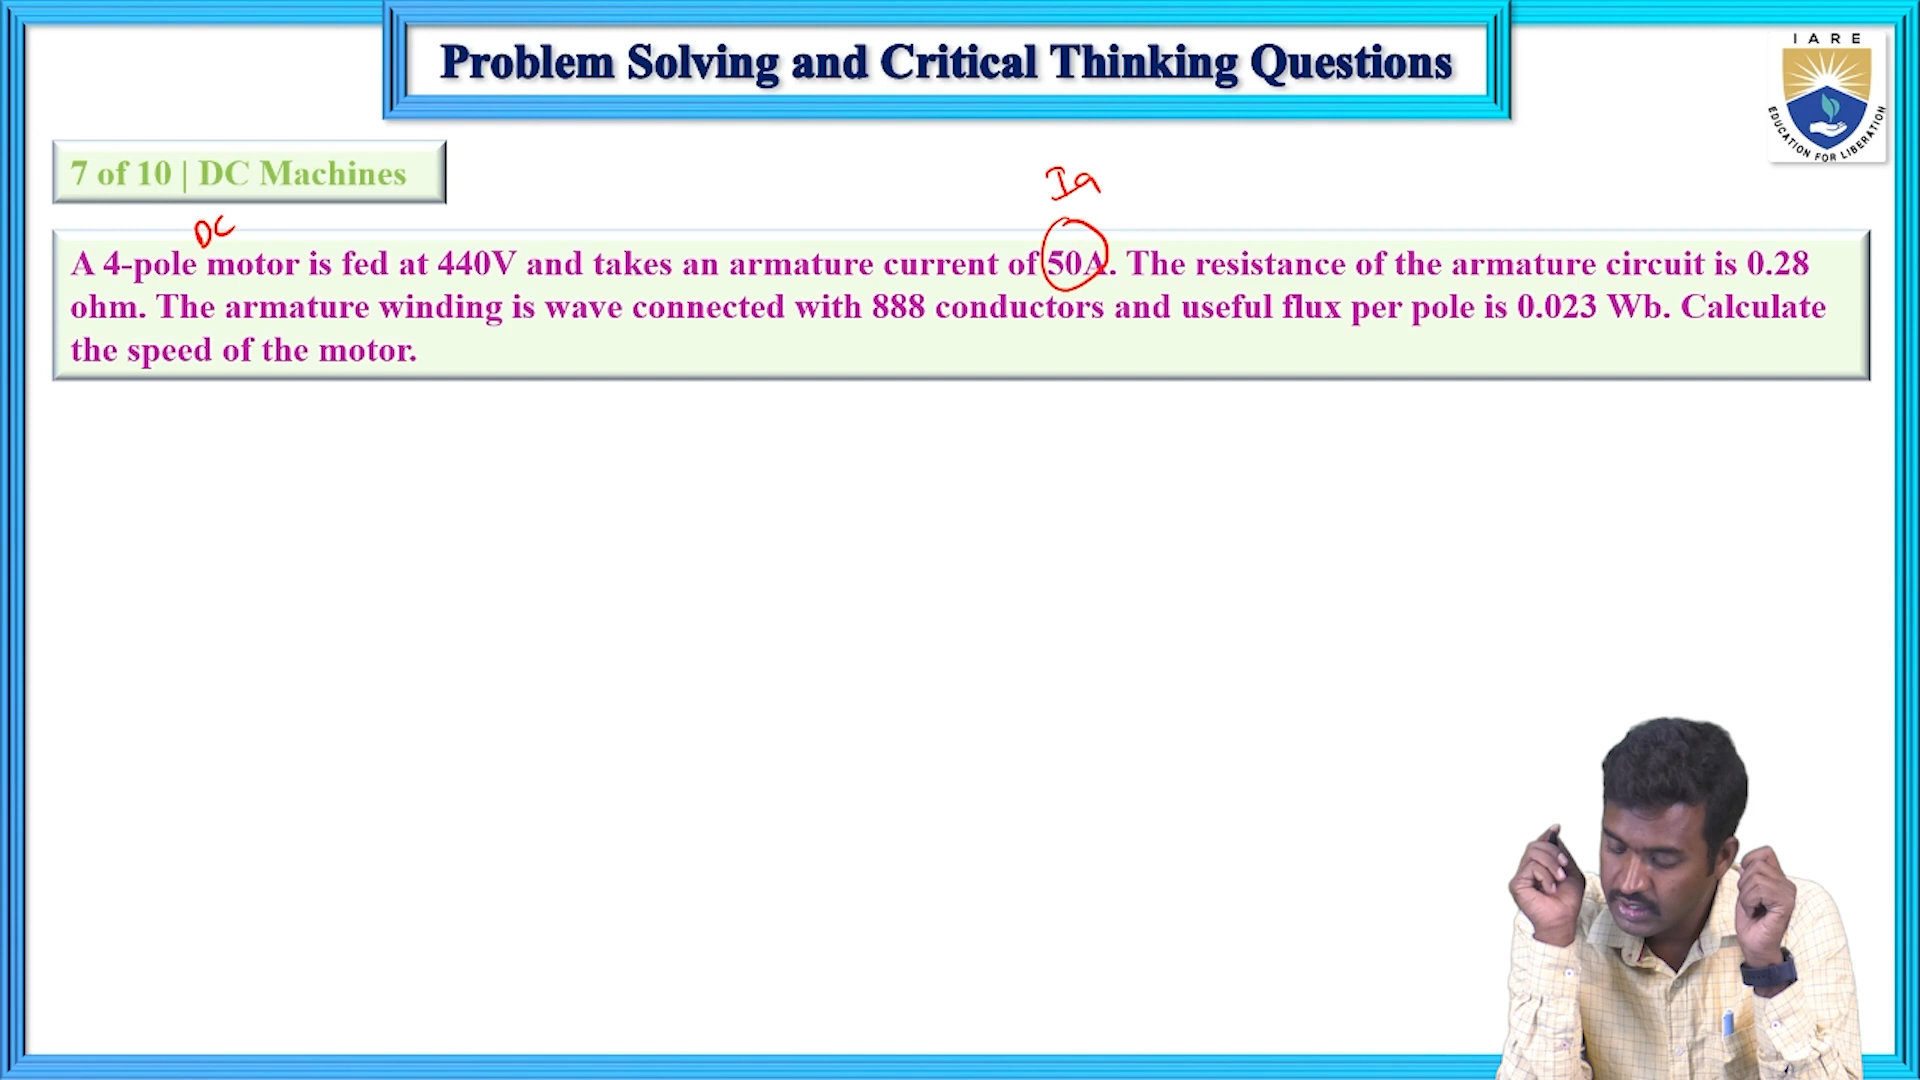 Problem Solving and Critical Thinking Questions
I A R E
EDUCATION FOR LIBERATION
7 of 10 | DC Machines
Ia
DC
A 4-pole motor is fed at 440V and takes an armature current of 50A. The resistance of the armature circuit is 0.28
ohm. The armature winding is wave connected with 888 conductors and useful flux per pole is 0.023 Wb. Calculate
the speed of the motor.